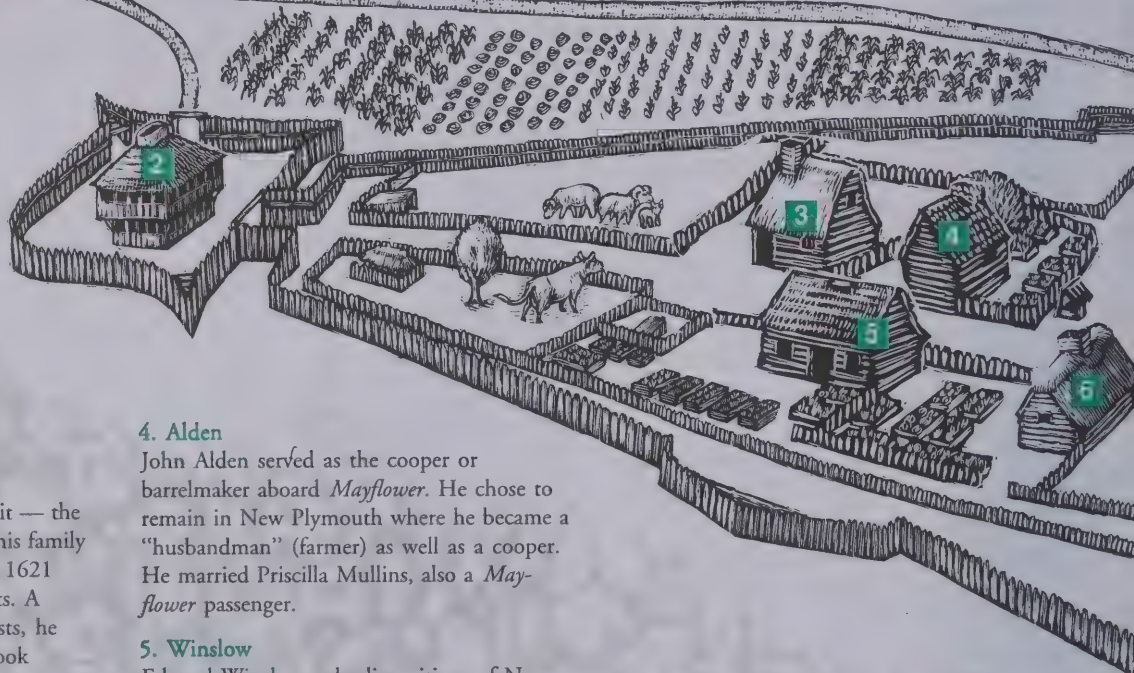 2
3
4
5
6
it — the
his family
1621
ts. A
sts, he
ook
4. Alden
John Alden served as the cooper or
barrelmaker aboard Mayflower. He chose to
remain in New Plymouth where he became a
"husbandman" (farmer) as well as a cooper.
He married Priscilla Mullins, also a May-
flower passenger.
5. Winslow